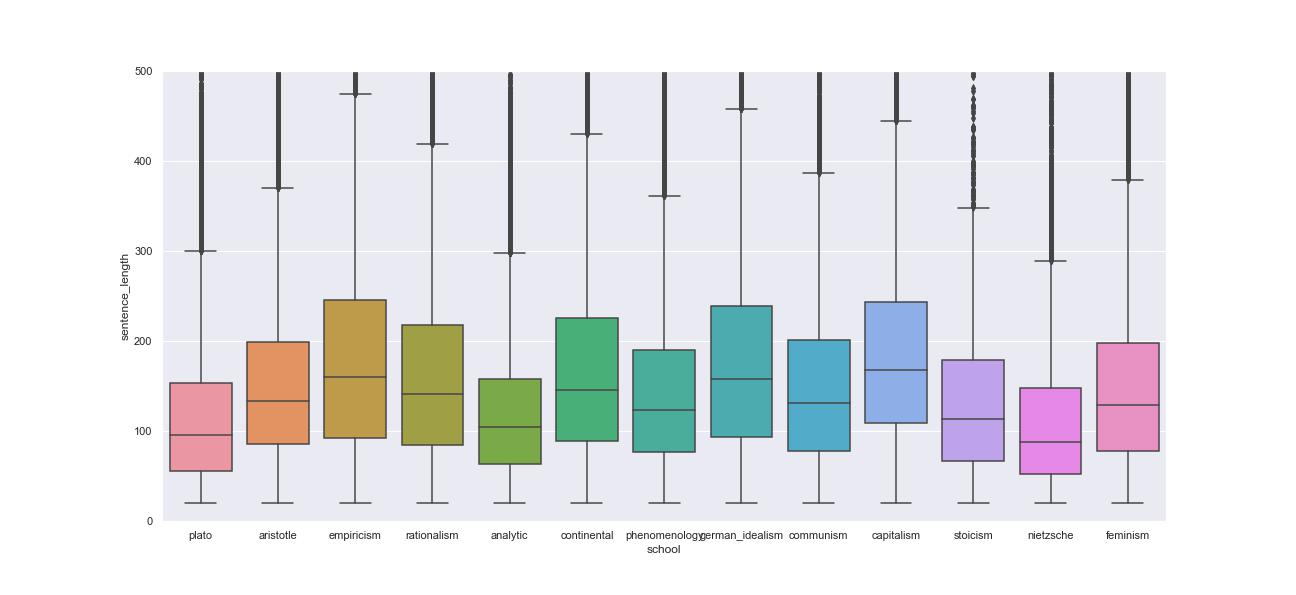 500
400
300
200
100
0
sentence_length
plato aristotle empiricism rationalism analytic continental phenomenology german_idealism communism capitalism stoicism nietzsche feminism
school